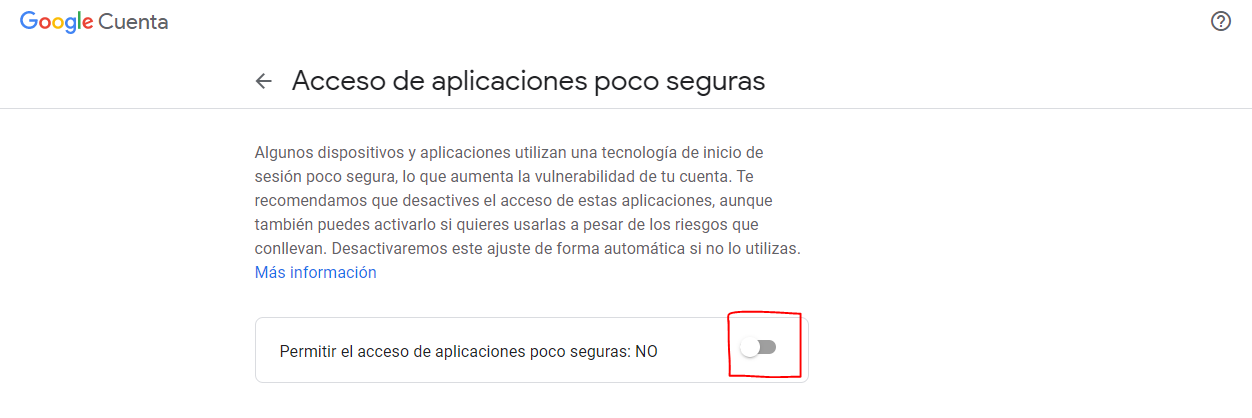 Google Cuenta
Acceso de aplicaciones poco seguras
Algunos dispositivos y aplicaciones utilizan una tecnología de inicio de
sesión poco segura, lo que aumenta la vulnerabilidad de tu cuenta. Te
recomendamos que desactives el acceso de estas aplicaciones, aunque
también puedes activarlo si quieres usarlas a pesar de los riesgos que
conllevan. Desactivaremos este ajuste de forma automática si no lo utilizas.
Más información
Permitir el acceso de aplicaciones poco seguras: NO